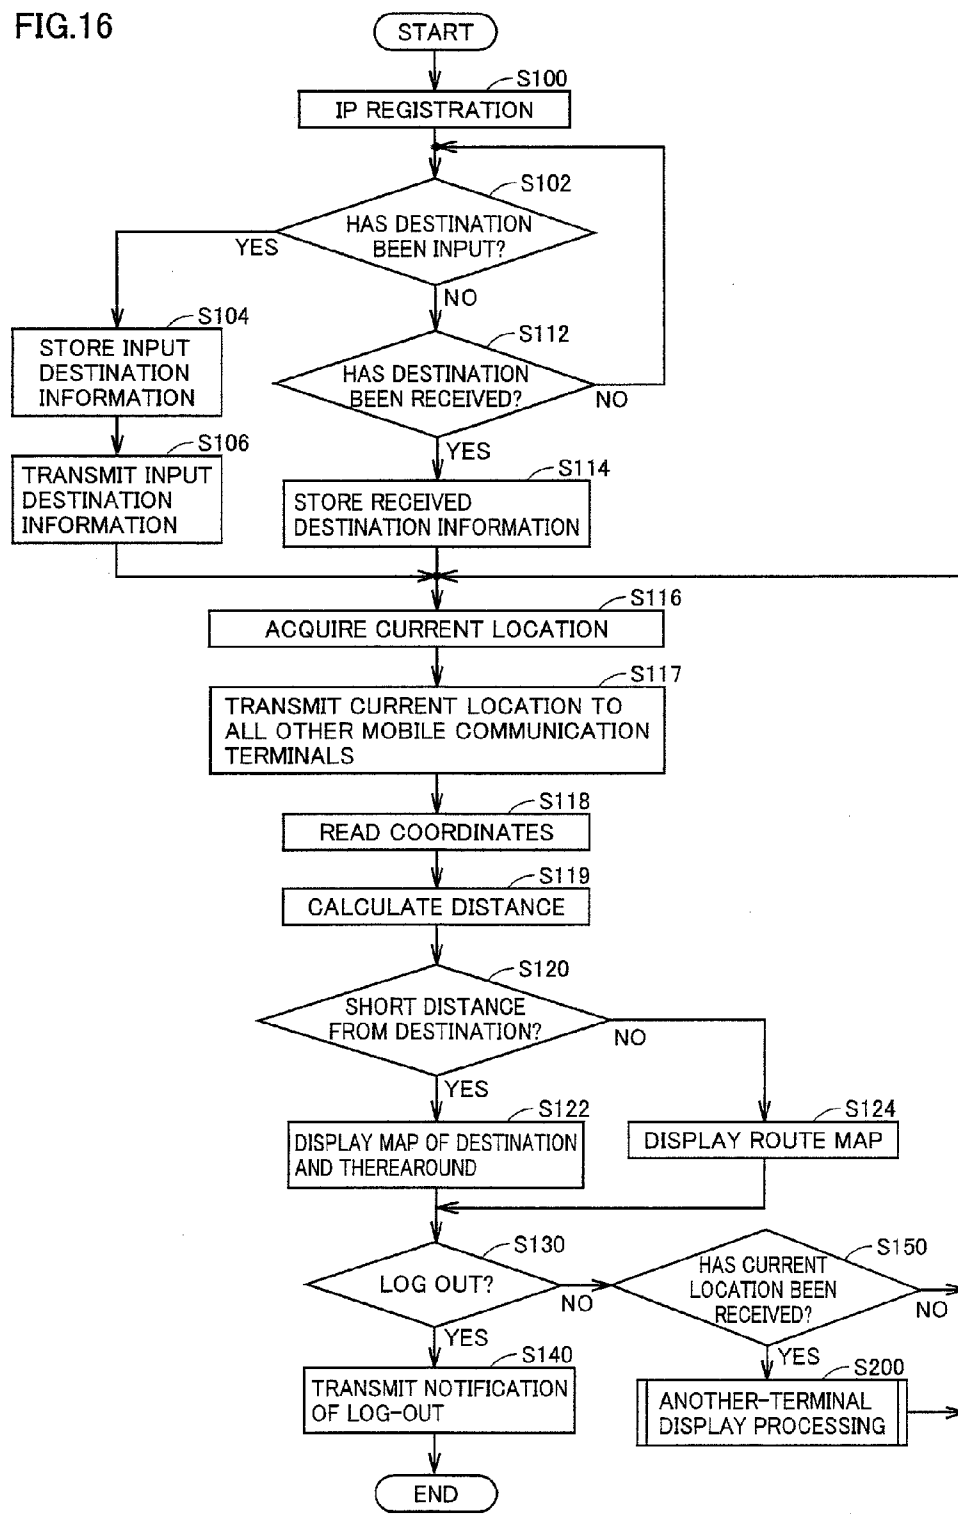 FIG.16
START
S100
IP REGISTRATION
S102
HAS DESTINATION
BEEN INPUT?
YES
NO
S104
STORE INPUT
DESTINATION
INFORMATION
S112
HAS DESTINATION
BEEN RECEIVED?
NO
YES
S106
TRANSMIT INPUT
DESTINATION
INFORMATION
S114
STORE RECEIVED
DESTINATION INFORMATION
S116
ACQUIRE CURRENT LOCATION
S117
TRANSMIT CURRENT LOCATION TO
ALL OTHER MOBILE COMMUNICATION
TERMINALS
S118
READ COORDINATES
S119
CALCULATE DISTANCE
S120
SHORT DISTANCE
FROM DESTINATION?
NO
YES
S122
DISPLAY MAP OF DESTINATION
AND THEREAROUND
S124
DISPLAY ROUTE MAP
S130
LOG OUT?
NO
YES
S150
HAS CURRENT
LOCATION BEEN
RECEIVED?
NO
YES
S140
TRANSMIT NOTIFICATION
OF LOG-OUT
S200
ANOTHER-TERMINAL
DISPLAY PROCESSING
END